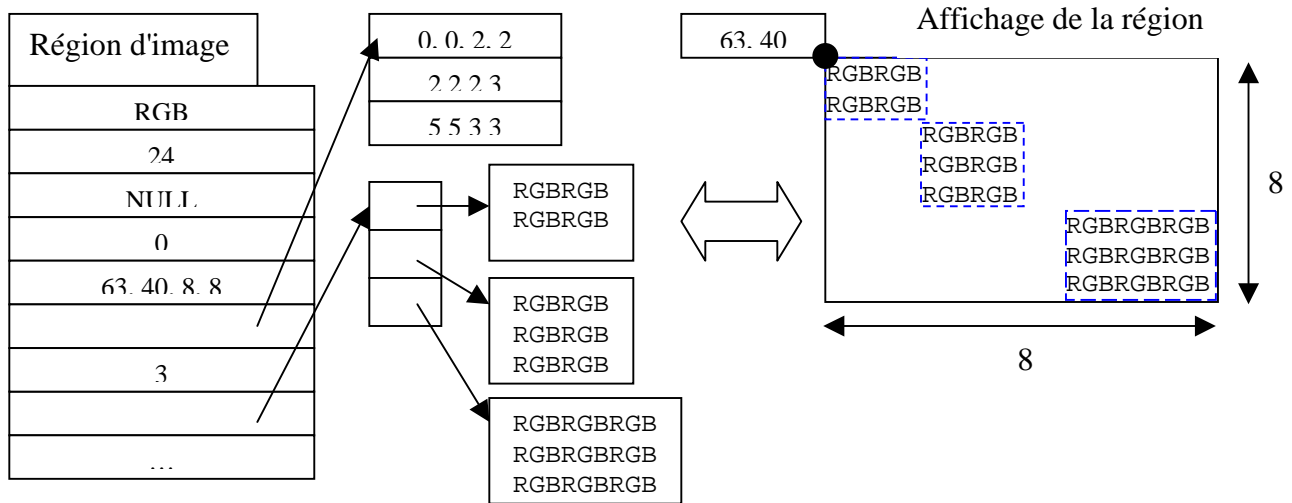 Région d'image
RGB
24
NULL
0
63, 40, 8, 8
3
...
0, 0, 2, 2
2 2 2 3
5 5 3 3
RGBRGB
RGBRGB
RGBRGB
RGBRGB
RGBRGB
RGBRGBRGB
RGBRGBRGB
RGBRGBRGB
63, 40
Affichage de la région
RGBRGB
RGBRGB
RGBRGB
RGBRGB
RGBRGB
RGBRGBRGB
RGBRGBRGB
RGBRGBRGB
8
8